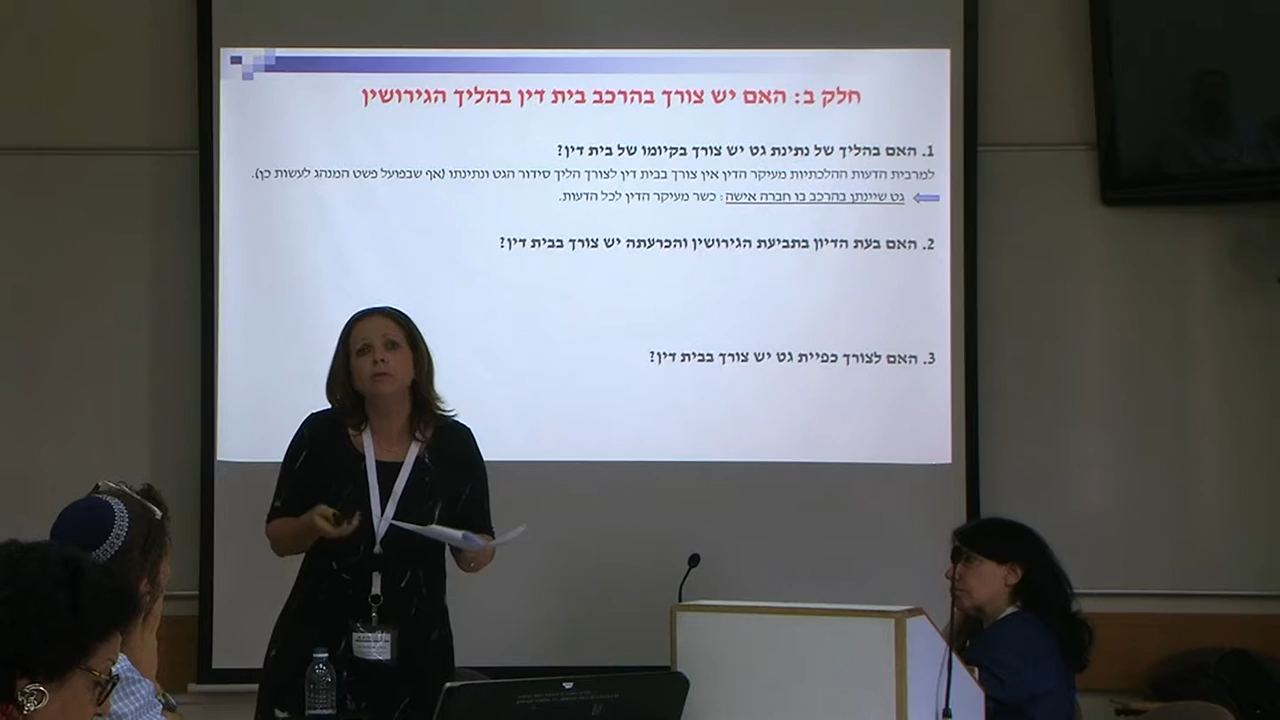 חלק ב: האם יש צורך בהרכב בית דין בהליך הגירושין
1. האם בהליך של נתינת גט יש צורך בקיומו של בית דין?
למרבית הדעות ההלכתיות מעיקר הדין אין צורך בבית דין לצורך הליך סידור הגט ונתינתו (אף שבפועל פשט המנהג לעשות כן).
גט שיינתן בהרכב בו חברה אישה: כשר מעיקר הדין לכל הדעות.
2. האם בעת הדיון בתביעת הגירושין והכרעתה יש צורך בבית דין?
3. האם לצורך כפיית גט יש צורך בבית דין?